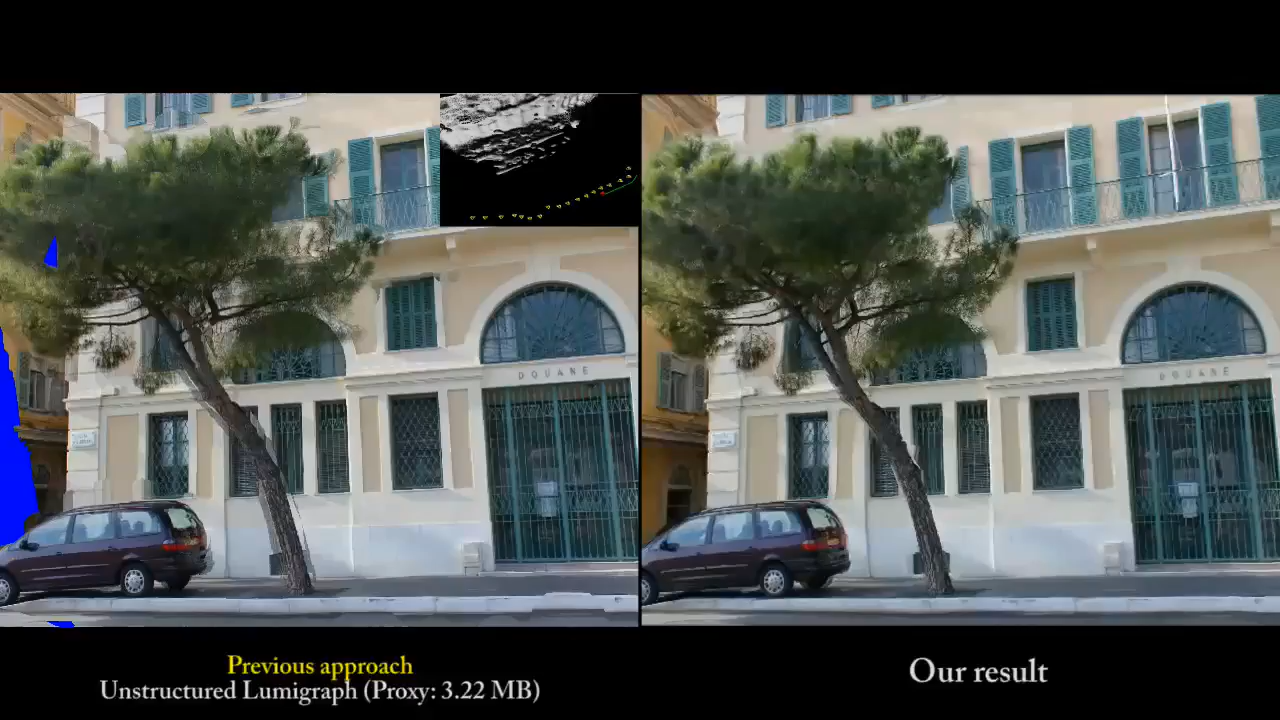 DOUANE
DOUANE
Previous approach
Unstructured Lumigraph (Proxy: 3.22 MB)
Our result